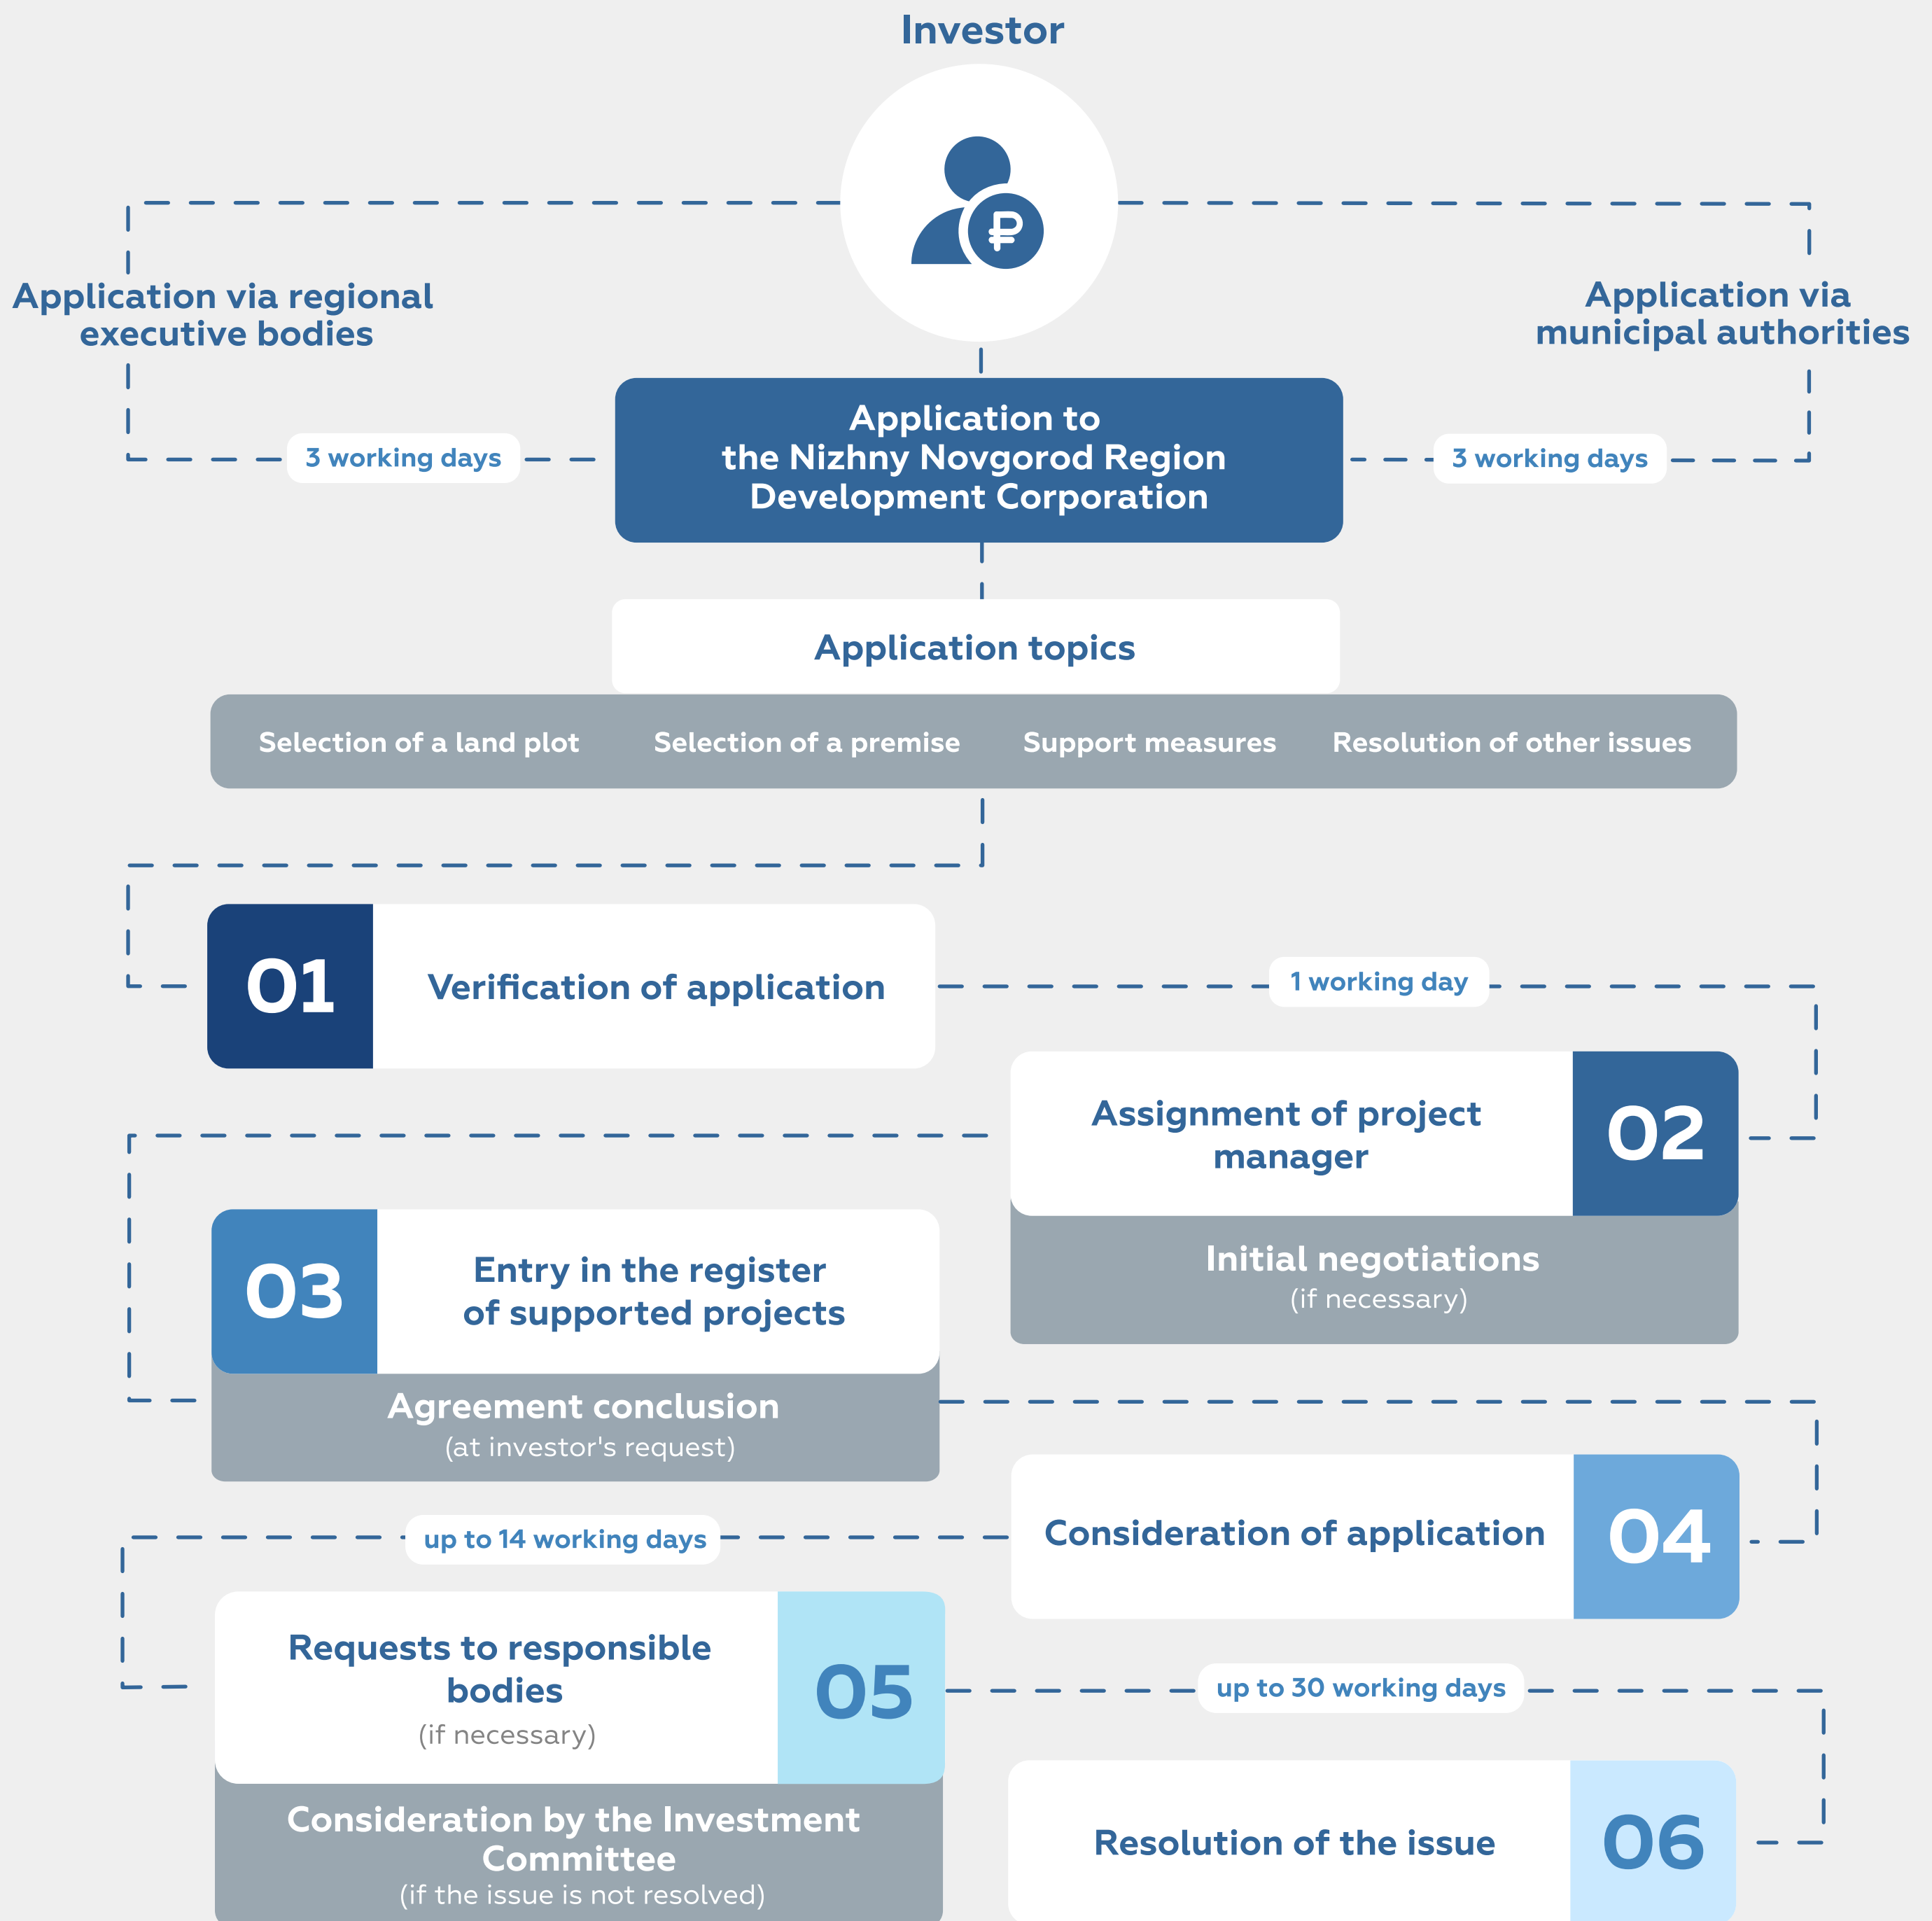 Investor
Application via regional
executive bodies
Application via
municipal authorities
Application to
the Nizhny Novgorod Region
Development Corporation
3 working days
3 working days
Application topics
Selection of a land plot
Selection of a premise
Support measures
Resolution of other issues
01
Verification of application
1 working day
Assignment of project
manager
02
Initial negotiations
(if necessary)
03
Entry in the register
of supported projects
Agreement conclusion
(at investor's request)
Consideration of application
04
up to 14 working days
Requests to responsible
bodies
(if necessary)
05
up to 30 working days
Consideration by the Investment
Committee
(if the issue is not resolved)
Resolution of the issue
06